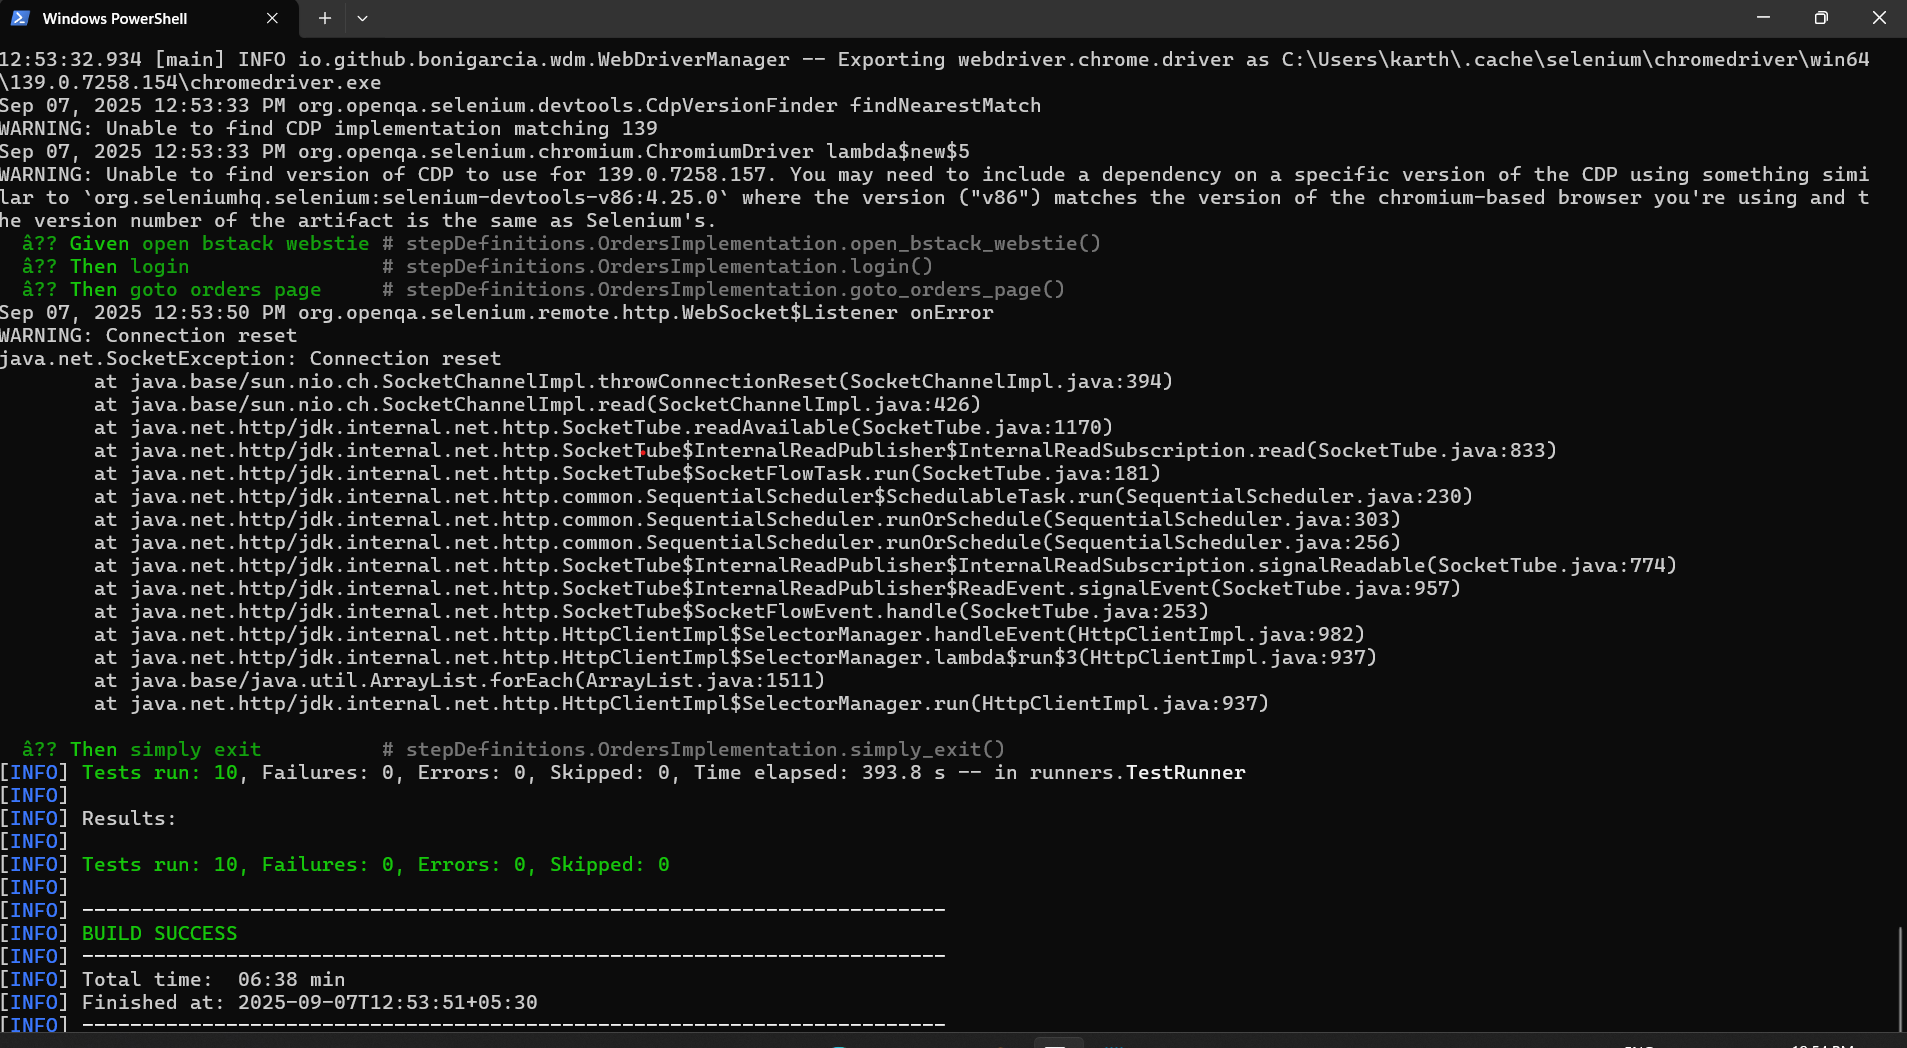 Windows PowerShell
12:53:32.934 [main] INFO io.github.bonigarcia.wdm.WebDriverManager -- Exporting webdriver.chrome.driver as C:\Users\karth\.cache\selenium\chromedriver\win64
\139.0.7258.154\chromedriver.exe
Sep 07, 2025 12:53:33 PM org.openqa.selenium.devtools.CdpVersionFinder findNearestMatch
WARNING: Unable to find CDP implementation matching 139
Sep 07, 2025 12:53:33 PM org.openqa.selenium.chromium.ChromiumDriver lambda$new$5
WARNING: Unable to find version of CDP to use for 139.0.7258.157. You may need to include a dependency on a specific version of the CDP using something simi
lar to `org.seleniumhq.selenium:selenium-devtools-v86:4.25.0` where the version ("v86") matches the version of the chromium-based browser you're using and t
he version number of the artifact is the same as Selenium's.
â?? Given open bstack webstie # stepDefinitions.OrdersImplementation.open_bstack_webstie()
â?? Then login # stepDefinitions.OrdersImplementation.login()
â?? Then goto orders page # stepDefinitions.OrdersImplementation.goto_orders_page()
Sep 07, 2025 12:53:50 PM org.openqa.selenium.remote.http.WebSocket$Listener onError
WARNING: Connection reset
java.net.SocketException: Connection reset
at java.base/sun.nio.ch.SocketChannelImpl.throwConnectionReset(SocketChannelImpl.java:394)
at java.base/sun.nio.ch.SocketChannelImpl.read(SocketChannelImpl.java:426)
at java.net.http/jdk.internal.net.http.SocketTube.readAvailable(SocketTube.java:1170)
at java.net.http/jdk.internal.net.http.SocketTube$InternalReadPublisher$InternalReadSubscription.read(SocketTube.java:833)
at java.net.http/jdk.internal.net.http.SocketTube$SocketFlowTask.run(SocketTube.java:181)
at java.net.http/jdk.internal.net.http.common.SequentialScheduler$SchedulableTask.run(SequentialScheduler.java:230)
at java.net.http/jdk.internal.net.http.common.SequentialScheduler.runOrSchedule(SequentialScheduler.java:303)
at java.net.http/jdk.internal.net.http.common.SequentialScheduler.runOrSchedule(SequentialScheduler.java:256)
at java.net.http/jdk.internal.net.http.SocketTube$InternalReadPublisher$InternalReadSubscription.signalReadable(SocketTube.java:774)
at java.net.http/jdk.internal.net.http.SocketTube$InternalReadPublisher$ReadEvent.signalEvent(SocketTube.java:957)
at java.net.http/jdk.internal.net.http.SocketTube$SocketFlowEvent.handle(SocketTube.java:253)
at java.net.http/jdk.internal.net.http.HttpClientImpl$SelectorManager.handleEvent(HttpClientImpl.java:982)
at java.net.http/jdk.internal.net.http.HttpClientImpl$SelectorManager.lambda$run$3(HttpClientImpl.java:937)
at java.base/java.util.ArrayList.forEach(ArrayList.java:1511)
at java.net.http/jdk.internal.net.http.HttpClientImpl$SelectorManager.run(HttpClientImpl.java:937)
â?? Then simply exit # stepDefinitions.OrdersImplementation.simply_exit()
[INFO] Tests run: 10, Failures: 0, Errors: 0, Skipped: 0, Time elapsed: 393.8 s -- in runners.TestRunner
[INFO]
[INFO] Results:
[INFO]
[INFO] Tests run: 10, Failures: 0, Errors: 0, Skipped: 0
[INFO]
[INFO] ------------------------------------------------------------------------
[INFO] BUILD SUCCESS
[INFO] ------------------------------------------------------------------------
[INFO] Total time:  06:38 min
[INFO] Finished at: 2025-09-07T12:53:51+05:30
[INFO] ------------------------------------------------------------------------